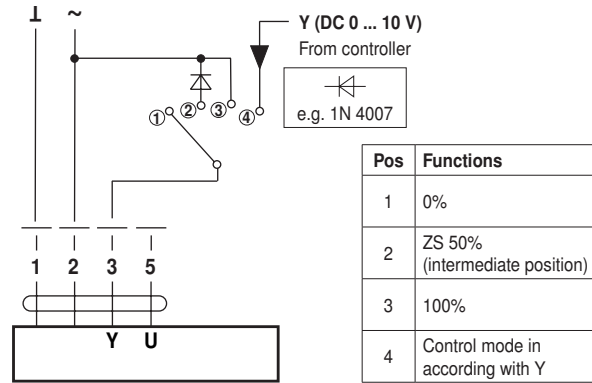 ⊥ ~
Y (DC 0 ... 10 V)
From controller
e.g. 1N 4007
① ② ③ ④
Pos Functions
1 0%
2 ZS 50%
(intermediate position)
3 100%
4 Control mode in
according with Y
1 2 3 5
Y U